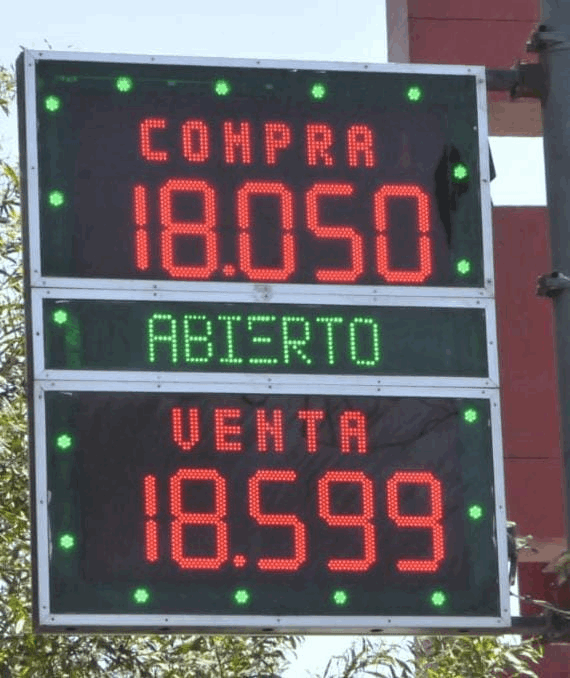 COMPRA
18.050
ABIERTO
VENTA
18.599